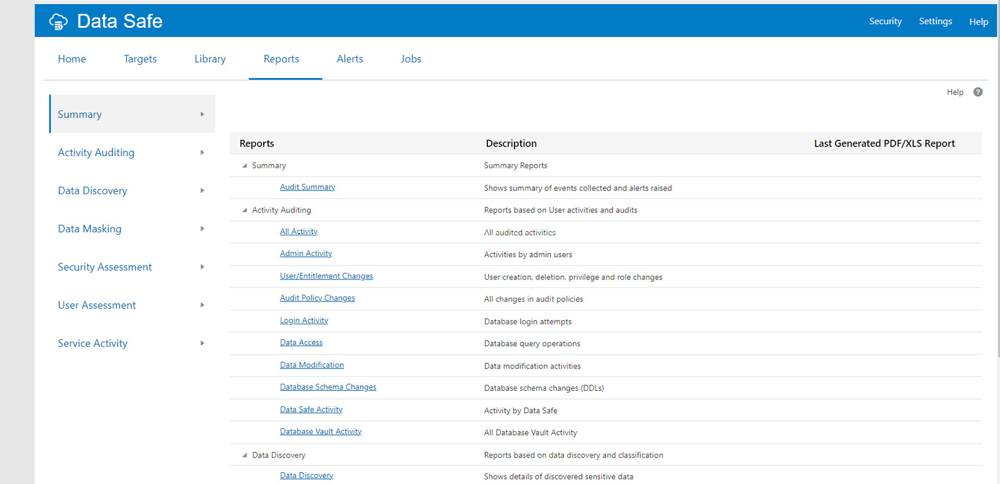 Data Safe
Security Settings Help
Home Targets Library Reports Alerts Jobs
Help ?
Summary
Activity Auditing
Data Discovery
Data Masking
Security Assessment
User Assessment
Service Activity
Reports Description Last Generated PDF/XLS Report
Summary Summary Reports
Audit Summary Shows summary of events collected and alerts raised
Activity Auditing Reports based on User activities and audits
All Activity All audited activities
Admin Activity Activities by admin users
User/Entitlement Changes User creation, deletion, privilege and role changes
Audit Policy Changes All changes in audit policies
Login Activity Database login attempts
Data Access Database query operations
Data Modification Data modification activities
Database Schema Changes Database schema changes (DDLs)
Data Safe Activity Activity by Data Safe
Database Vault Activity All Database Vault Activity
Data Discovery Reports based on data discovery and classification
Data Discovery Shows details of discovered sensitive data